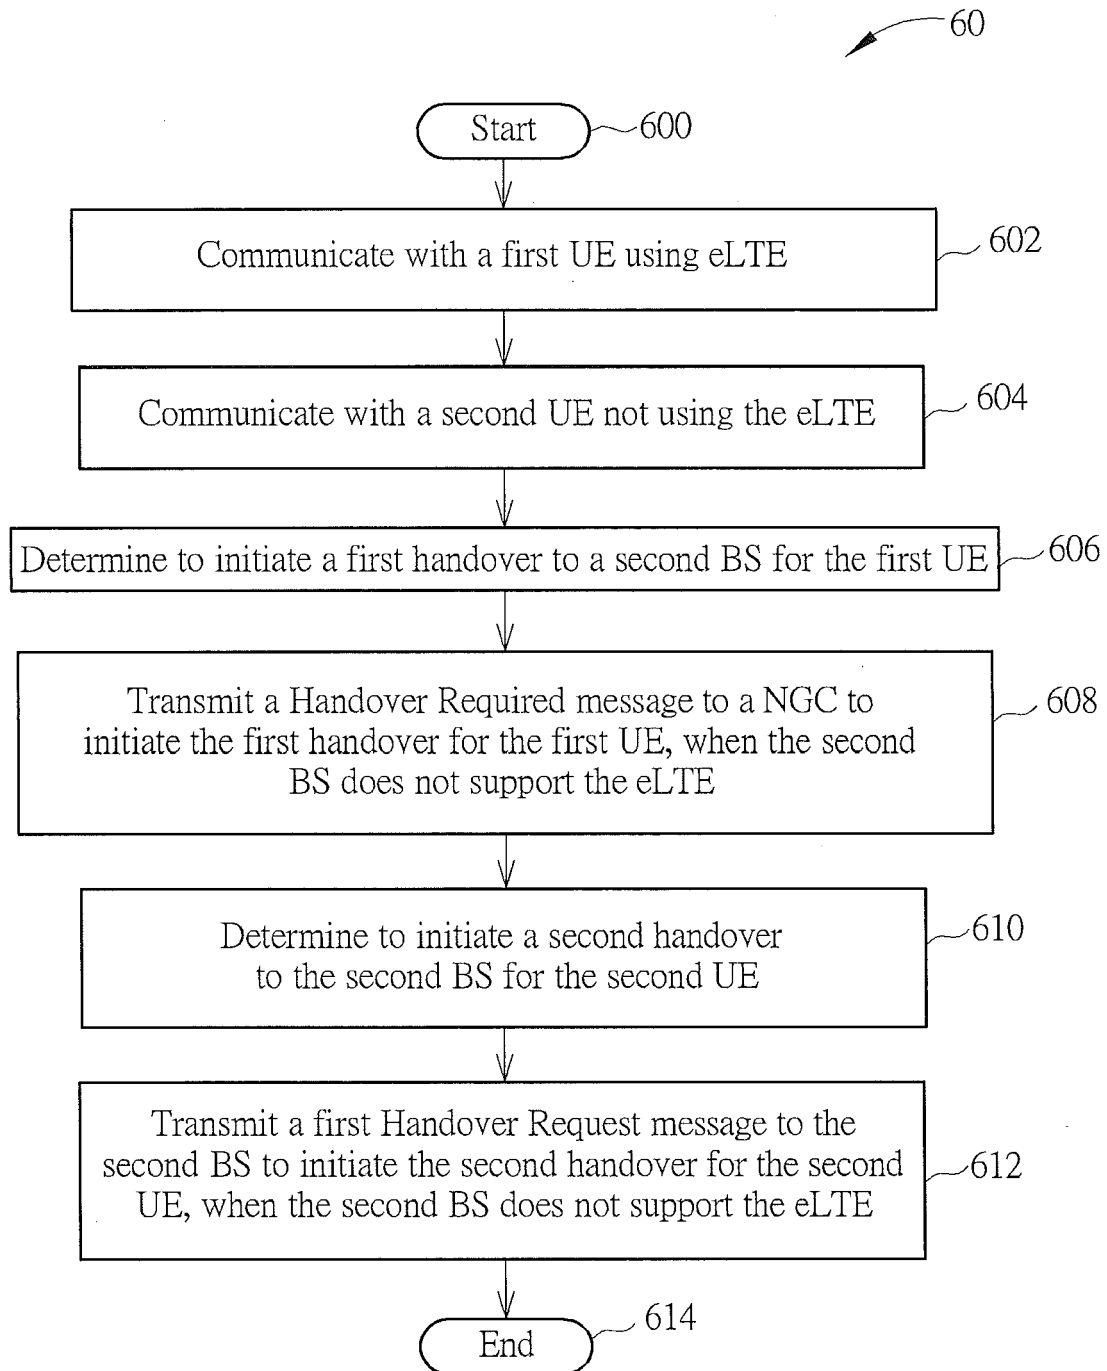 60
Start
600
Communicate with a first UE using eLTE
602
Communicate with a second UE not using the eLTE
604
Determine to initiate a first handover to a second BS for the first UE
606
Transmit a Handover Required message to a NGC to
initiate the first handover for the first UE, when the second
BS does not support the eLTE
608
Determine to initiate a second handover
to the second BS for the second UE
610
Transmit a first Handover Request message to the
second BS to initiate the second handover for the second
UE, when the second BS does not support the eLTE
612
End
614